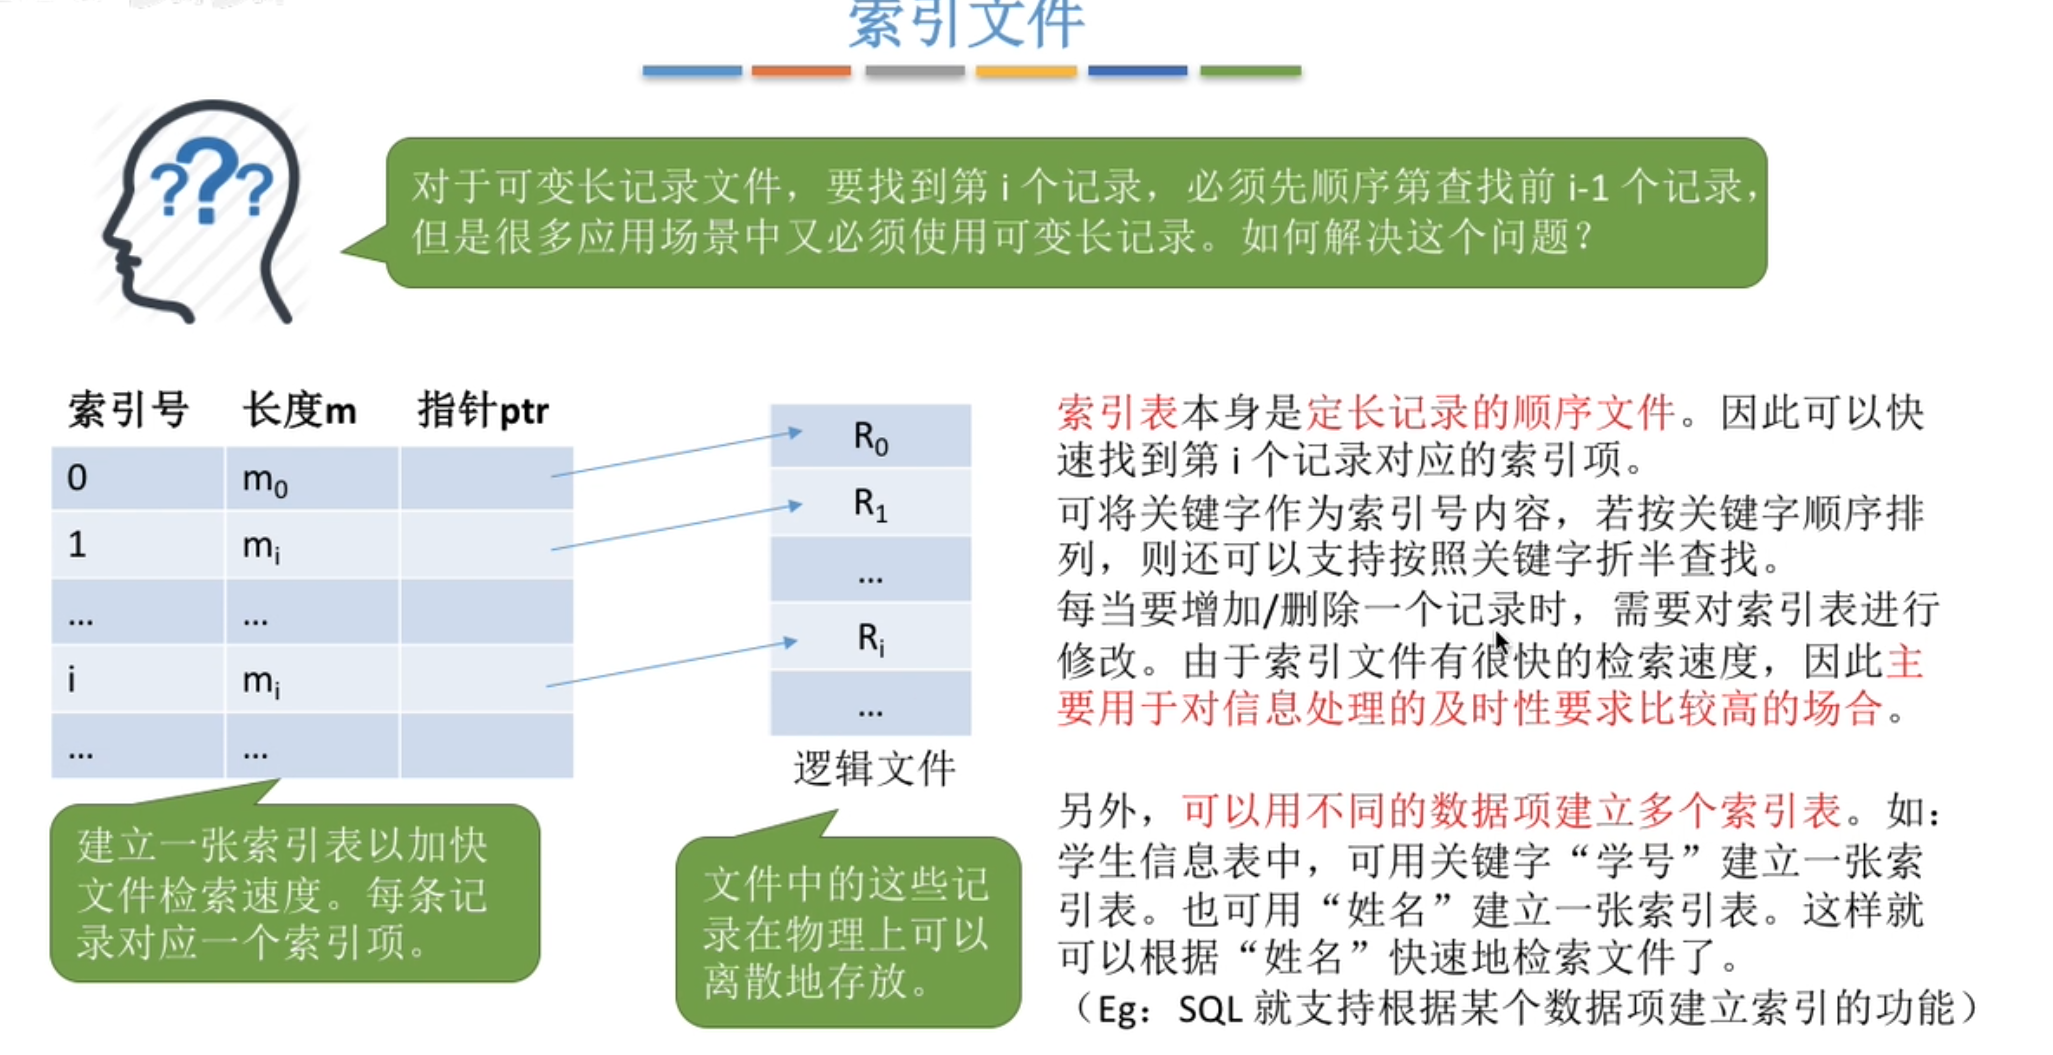 索引文件
???
对于可变长记录文件，要找到第 i 个记录，必须先顺序第查找前 i-1 个记录，
但是很多应用场景中又必须使用可变长记录。如何解决这个问题？
索引号 长度m 指针ptr
0 m₀
1 mᵢ
... ...
i mᵢ
... ...
R₀
R₁
...
Rᵢ
...
逻辑文件
建立一张索引表以加快
文件检索速度。每条记
录对应一个索引项。
文件中的这些记
录在物理上可以
离散地存放。
索引表本身是定长记录的顺序文件。因此可以快
速找到第 i 个记录对应的索引项。
可将关键字作为索引号内容，若按关键字顺序排
列，则还可以支持按照关键字折半查找。
每当要增加/删除一个记录时，需要对索引表进行
修改。由于索引文件有很快的检索速度，因此主
要用于对信息处理的及时性要求比较高的场合。
另外，可以用不同的数据项建立多个索引表。如：
学生信息表中，可用关键字“学号”建立一张索
引表。也可用“姓名”建立一张索引表。这样就
可以根据“姓名”快速地检索文件了。
（Eg：SQL 就支持根据某个数据项建立索引的功能）